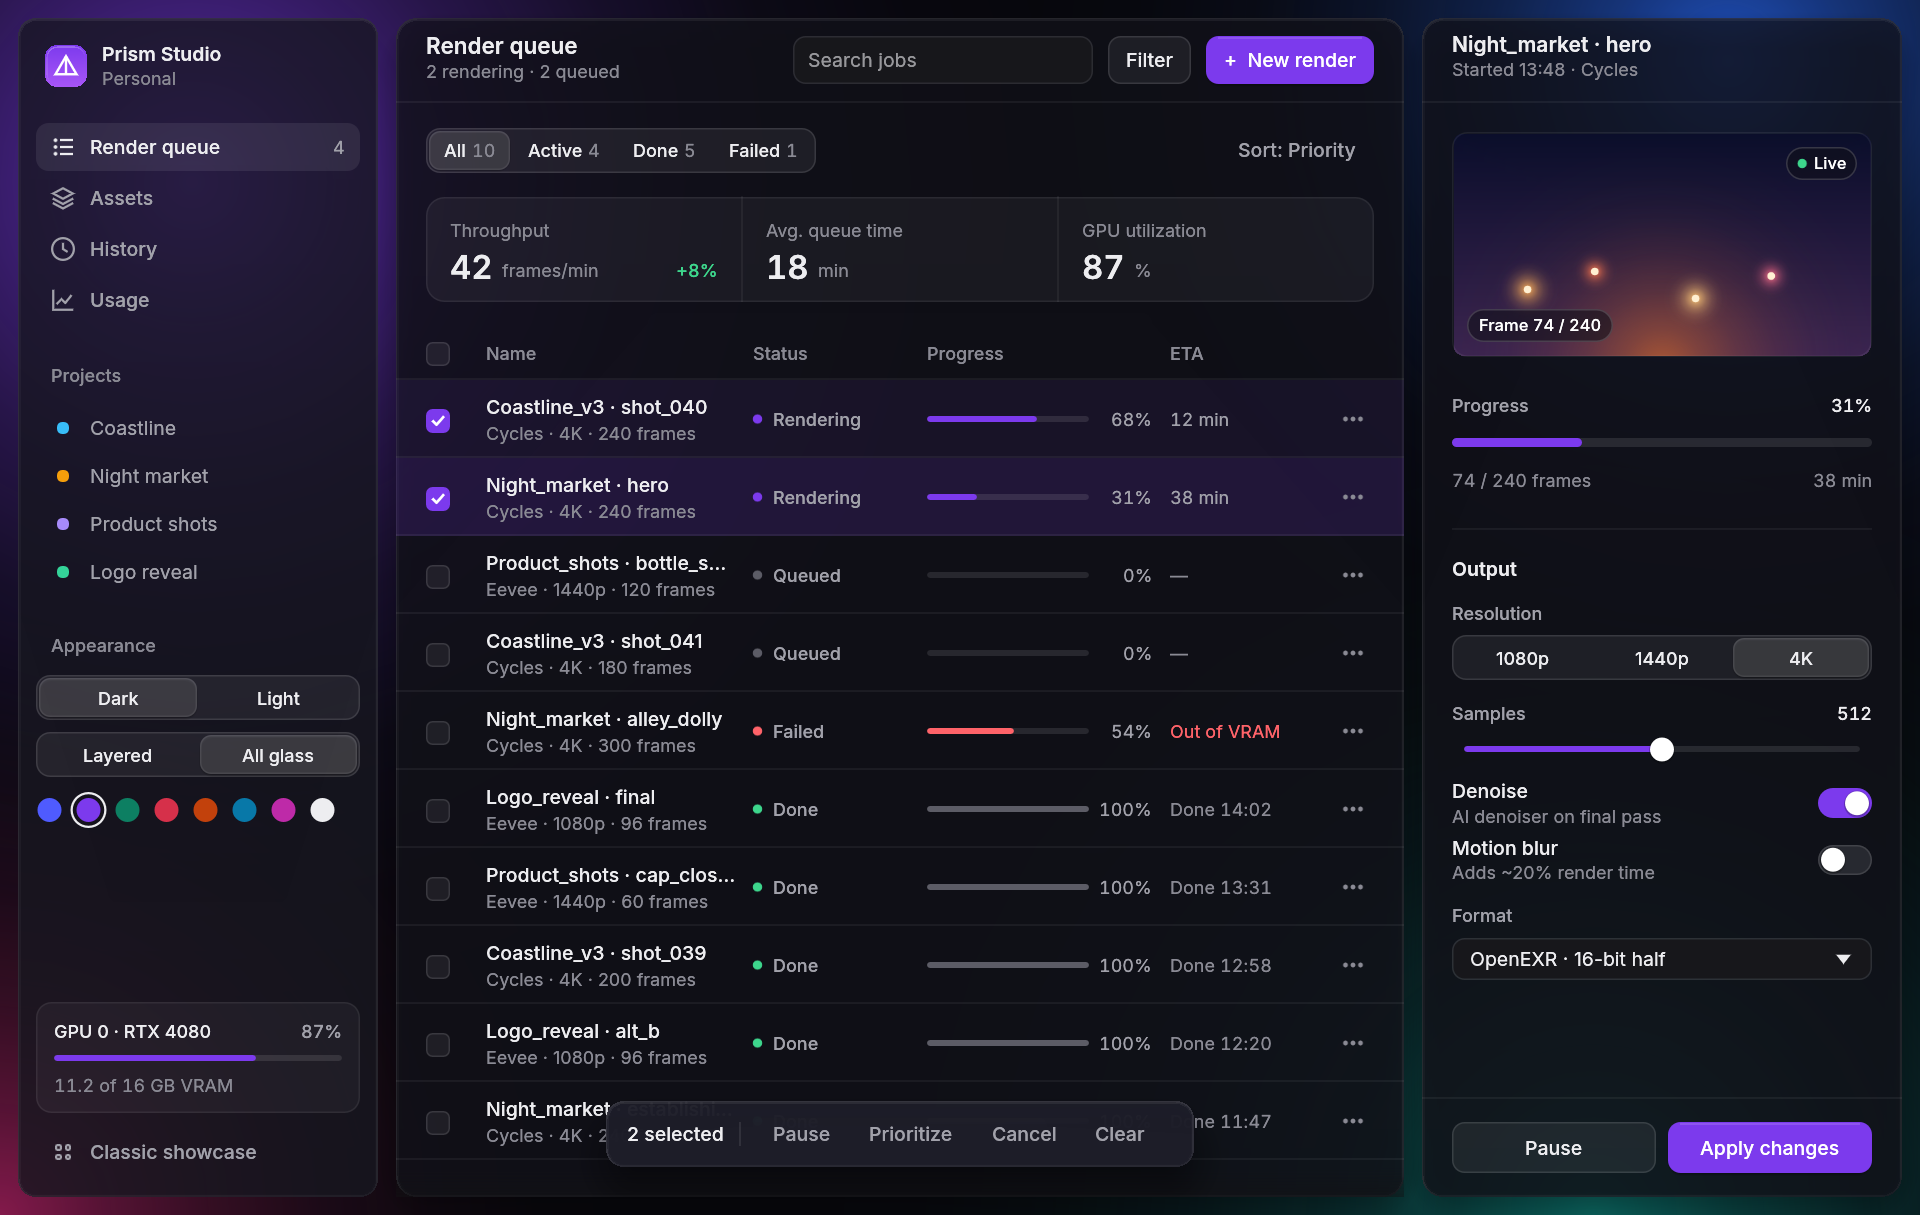 Prism Studio
Personal
Render queue 4
Assets
History
Usage
Projects
Coastline
Night market
Product shots
Logo reveal
Appearance
Dark Light
Layered All glass
GPU 0 · RTX 4080 87%
11.2 of 16 GB VRAM
Classic showcase
Render queue
2 rendering · 2 queued
Search jobs
Filter
+ New render
All 10 Active 4 Done 5 Failed 1
Sort: Priority
Throughput
42 frames/min +8%
Avg. queue time
18 min
GPU utilization
87 %
Name Status Progress ETA
Coastline_v3 · shot_040
Cycles · 4K · 240 frames
Rendering 68% 12 min
Night_market · hero
Cycles · 4K · 240 frames
Rendering 31% 38 min
Product_shots · bottle_s...
Eevee · 1440p · 120 frames
Queued 0% —
Coastline_v3 · shot_041
Cycles · 4K · 180 frames
Queued 0% —
Night_market · alley_dolly
Cycles · 4K · 300 frames
Failed 54% Out of VRAM
Logo_reveal · final
Eevee · 1080p · 96 frames
Done 100% Done 14:02
Product_shots · cap_clos...
Eevee · 1440p · 60 frames
Done 100% Done 13:31
Coastline_v3 · shot_039
Cycles · 4K · 200 frames
Done 100% Done 12:58
Logo_reveal · alt_b
Eevee · 1080p · 96 frames
Done 100% Done 12:20
Night_market · establishi...
Cycles · 4K · 2
100% Done 11:47
2 selected Pause Prioritize Cancel Clear
Night_market · hero
Started 13:48 · Cycles
Live
Frame 74 / 240
Progress 31%
74 / 240 frames 38 min
Output
Resolution
1080p 1440p 4K
Samples 512
Denoise
AI denoiser on final pass
Motion blur
Adds ~20% render time
Format
OpenEXR · 16-bit half
Pause Apply changes